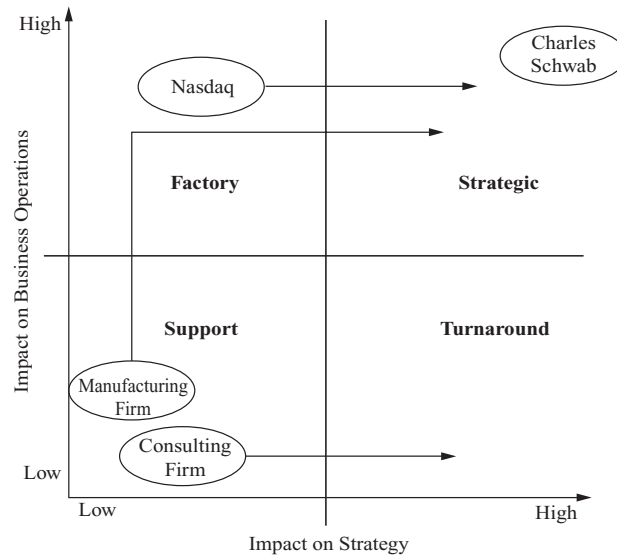 High
Charles
Schwab
Nasdaq
Factory
Strategic
Impact on Business Operations
Support
Turnaround
Manufacturing
Firm
Consulting
Firm
Low
Low
High
Impact on Strategy